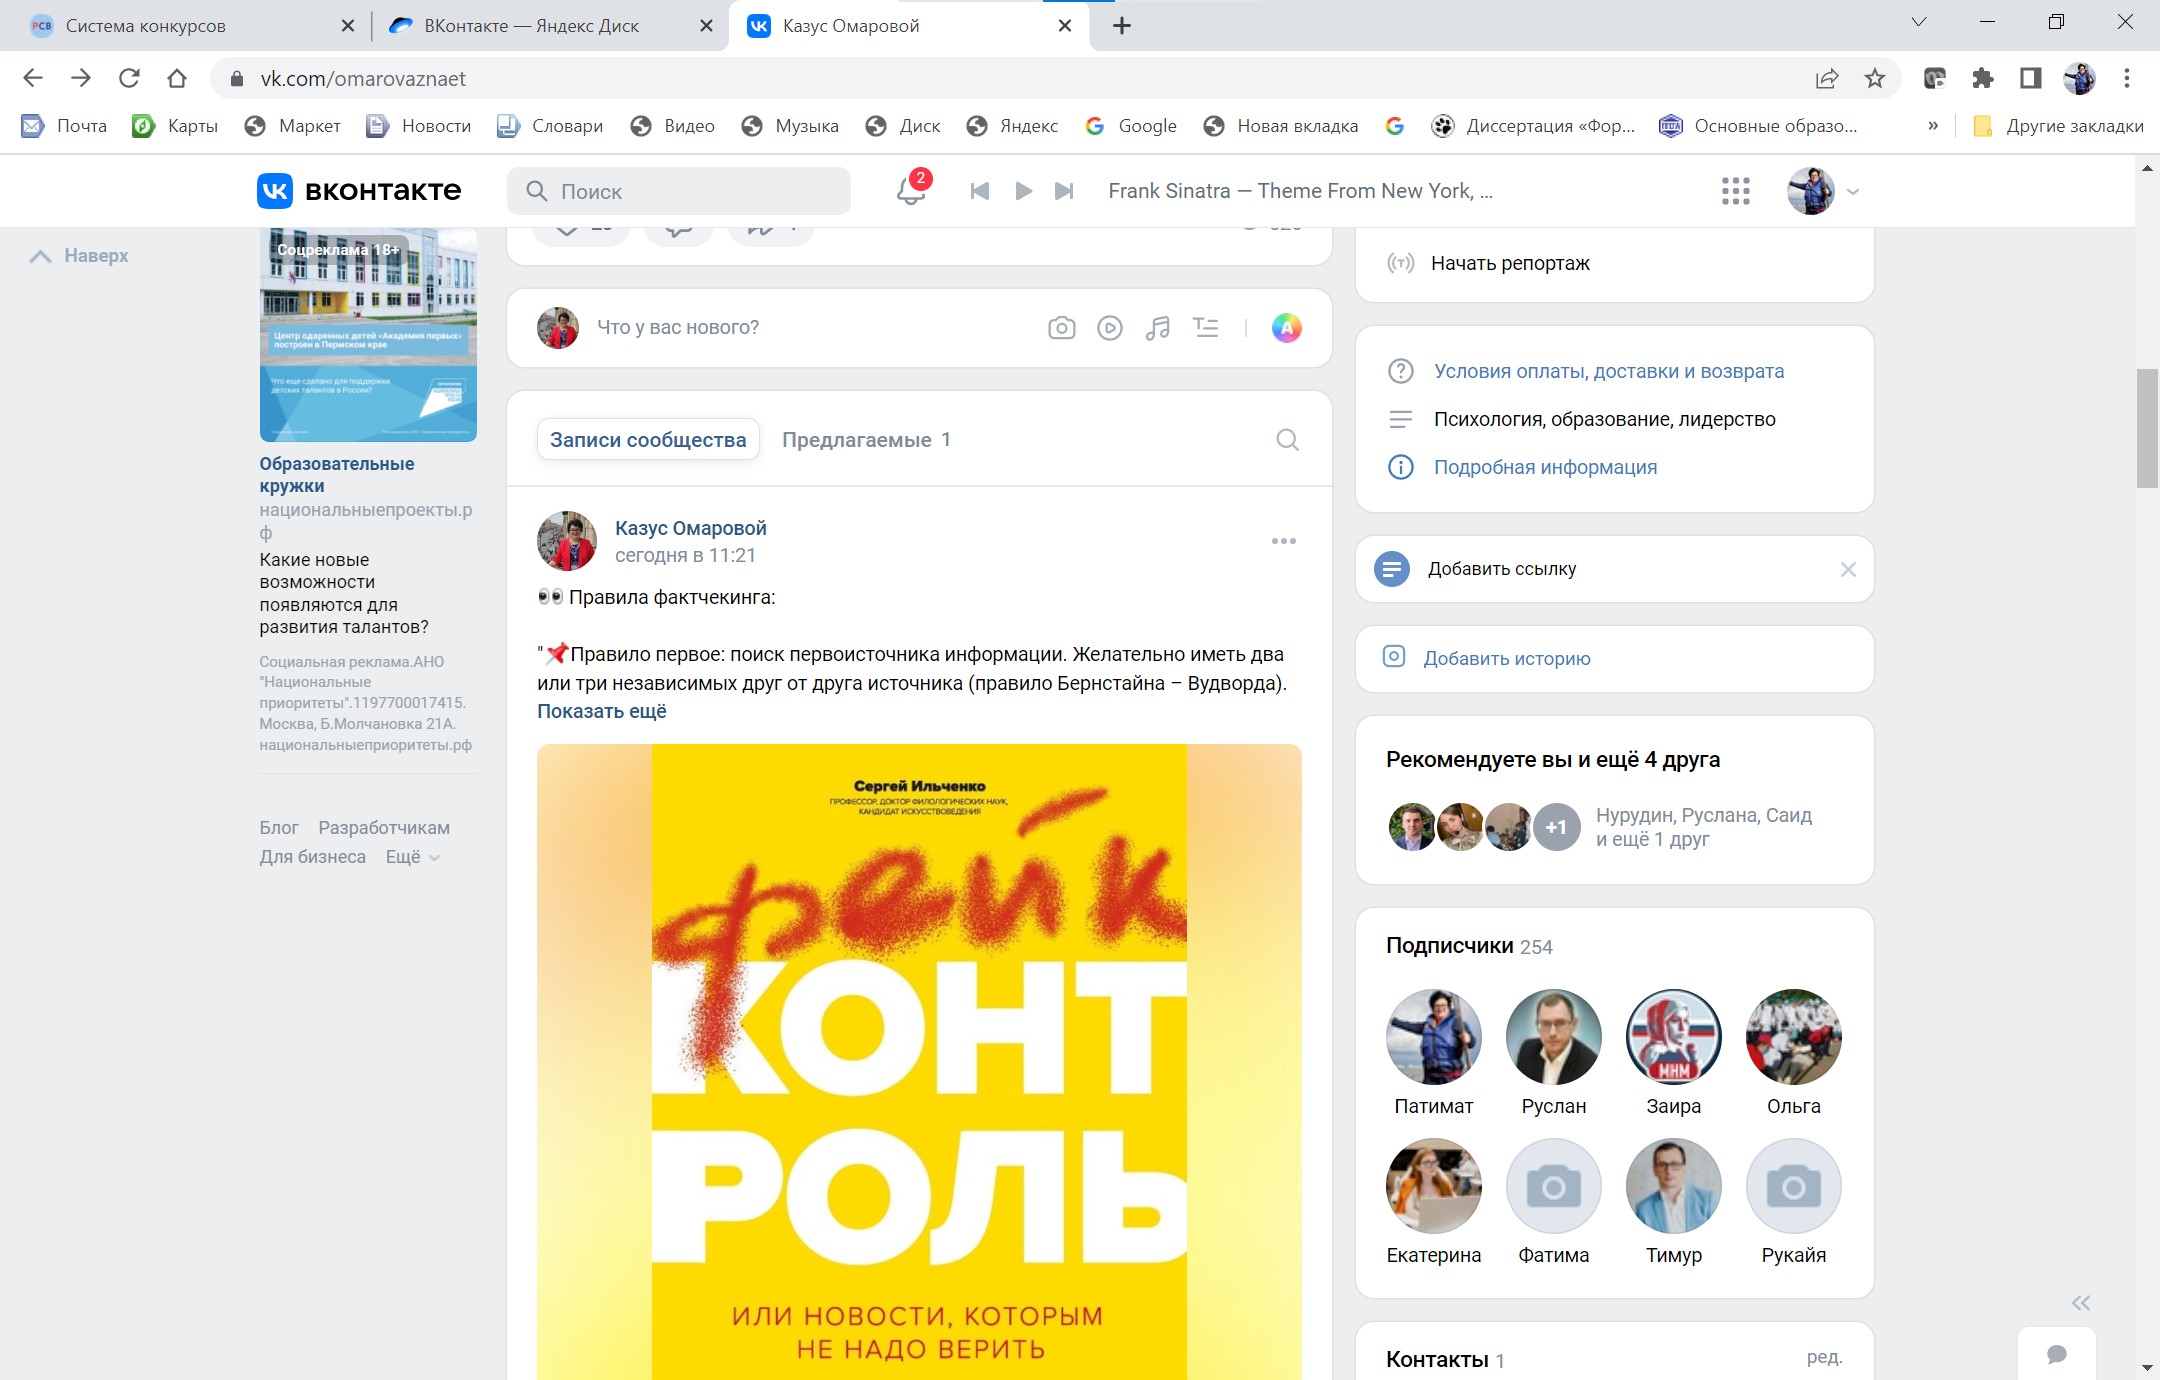 Система конкурсов
ВКонтакте — Яндекс Диск
Казус Омаровой
vk.com/omarovaznaet
Почта
Карты
Маркет
Новости
Словари
Видео
Музыка
Диск
Яндекс
Google
Новая вкладка
Диссертация «Фор...
Основные образо...
»
Другие закладки
вконтакте
Поиск
2
Frank Sinatra — Theme From New York, ...
Наверх
Соцреклама 18+
Центр одаренных детей «Академия первых»
построен в Пермском крае
Что еще сделано для поддержки
детских талантов в России?
Образовательные
кружки
национальныепроекты.р
ф
Какие новые
возможности
появляются для
развития талантов?
Социальная реклама.АНО
"Национальные
приоритеты".1197700017415.
Москва, Б.Молчановка 21А.
национальныеприоритеты.рф
Блог Разработчикам
Для бизнеса Ещё
Что у вас нового?
Записи сообщества
Предлагаемые 1
Казус Омаровой
сегодня в 11:21
👀 Правила фактчекинга:
"📌Правило первое: поиск первоисточника информации. Желательно иметь два
или три независимых друг от друга источника (правило Бернстайна – Вудворда).
Показать ещё
Сергей Ильченко
ПРОФЕССОР, ДОКТОР ФИЛОЛОГИЧЕСКИХ НАУК,
КАНДИДАТ ИСКУССТВОВЕДЕНИЯ
фейк
КОНТ
РОЛЬ
ИЛИ НОВОСТИ, КОТОРЫМ
НЕ НАДО ВЕРИТЬ
Начать репортаж
Условия оплаты, доставки и возврата
Психология, образование, лидерство
Подробная информация
Добавить ссылку
Добавить историю
Рекомендуете вы и ещё 4 друга
+1
Нурудин, Руслана, Саид
и ещё 1 друг
Подписчики 254
МНМ
Патимат
Руслан
Заира
Ольга
Екатерина
Фатима
Тимур
Рукайя
Контакты 1
ред.